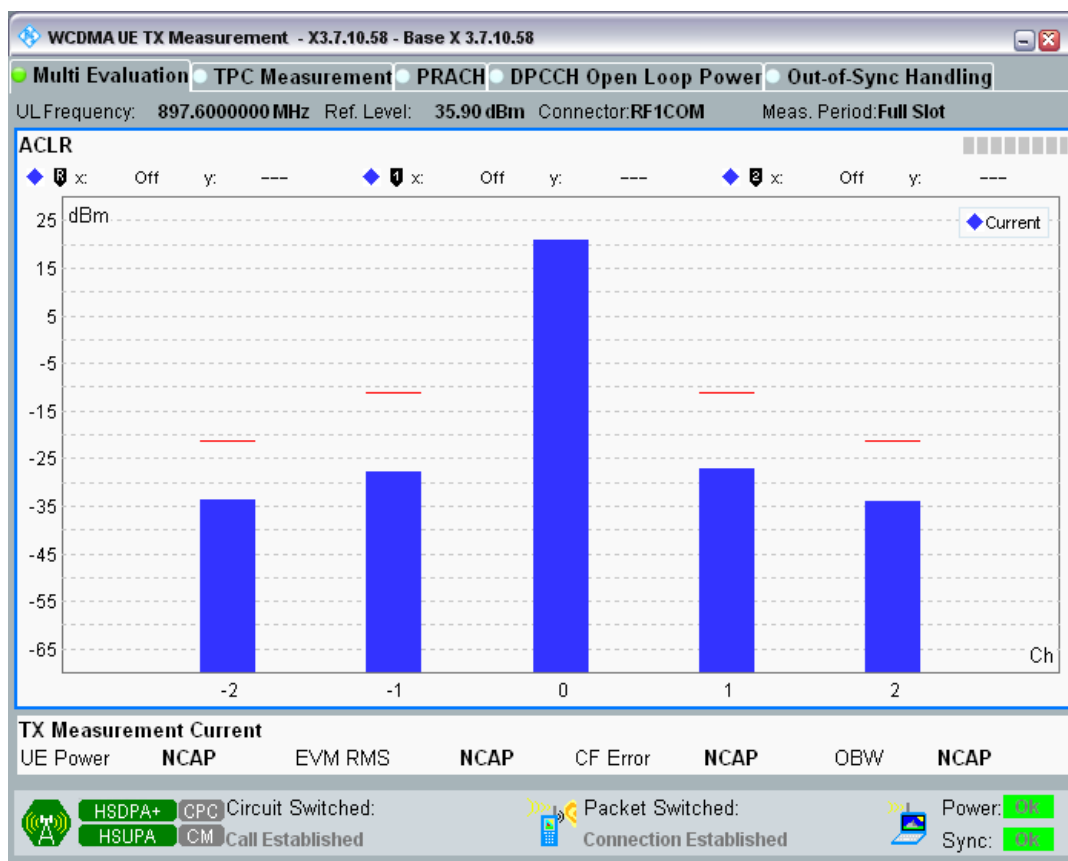 WCDMA UE TX Measurement - X3.7.10.58 - Base X 3.7.10.58
Multi Evaluation TPC Measurement PRACH DPCCH Open Loop Power Out-of-Sync Handling
UL Frequency: 897.6000000 MHz Ref. Level: 35.90 dBm Connector: RF1COM Meas. Period: Full Slot
ACLR
R x: Off y: --- 1 x: Off y: --- 2 x: Off y: ---
dBm
Current
25
15
5
-5
-15
-25
-35
-45
-55
-65
Ch
-2 -1 0 1 2
TX Measurement Current
UE Power NCAP EVM RMS NCAP CF Error NCAP OBW NCAP
HSDPA+ CPC Circuit Switched: Packet Switched: Power: Ok
HSUPA CM Call Established Connection Established Sync: Ok